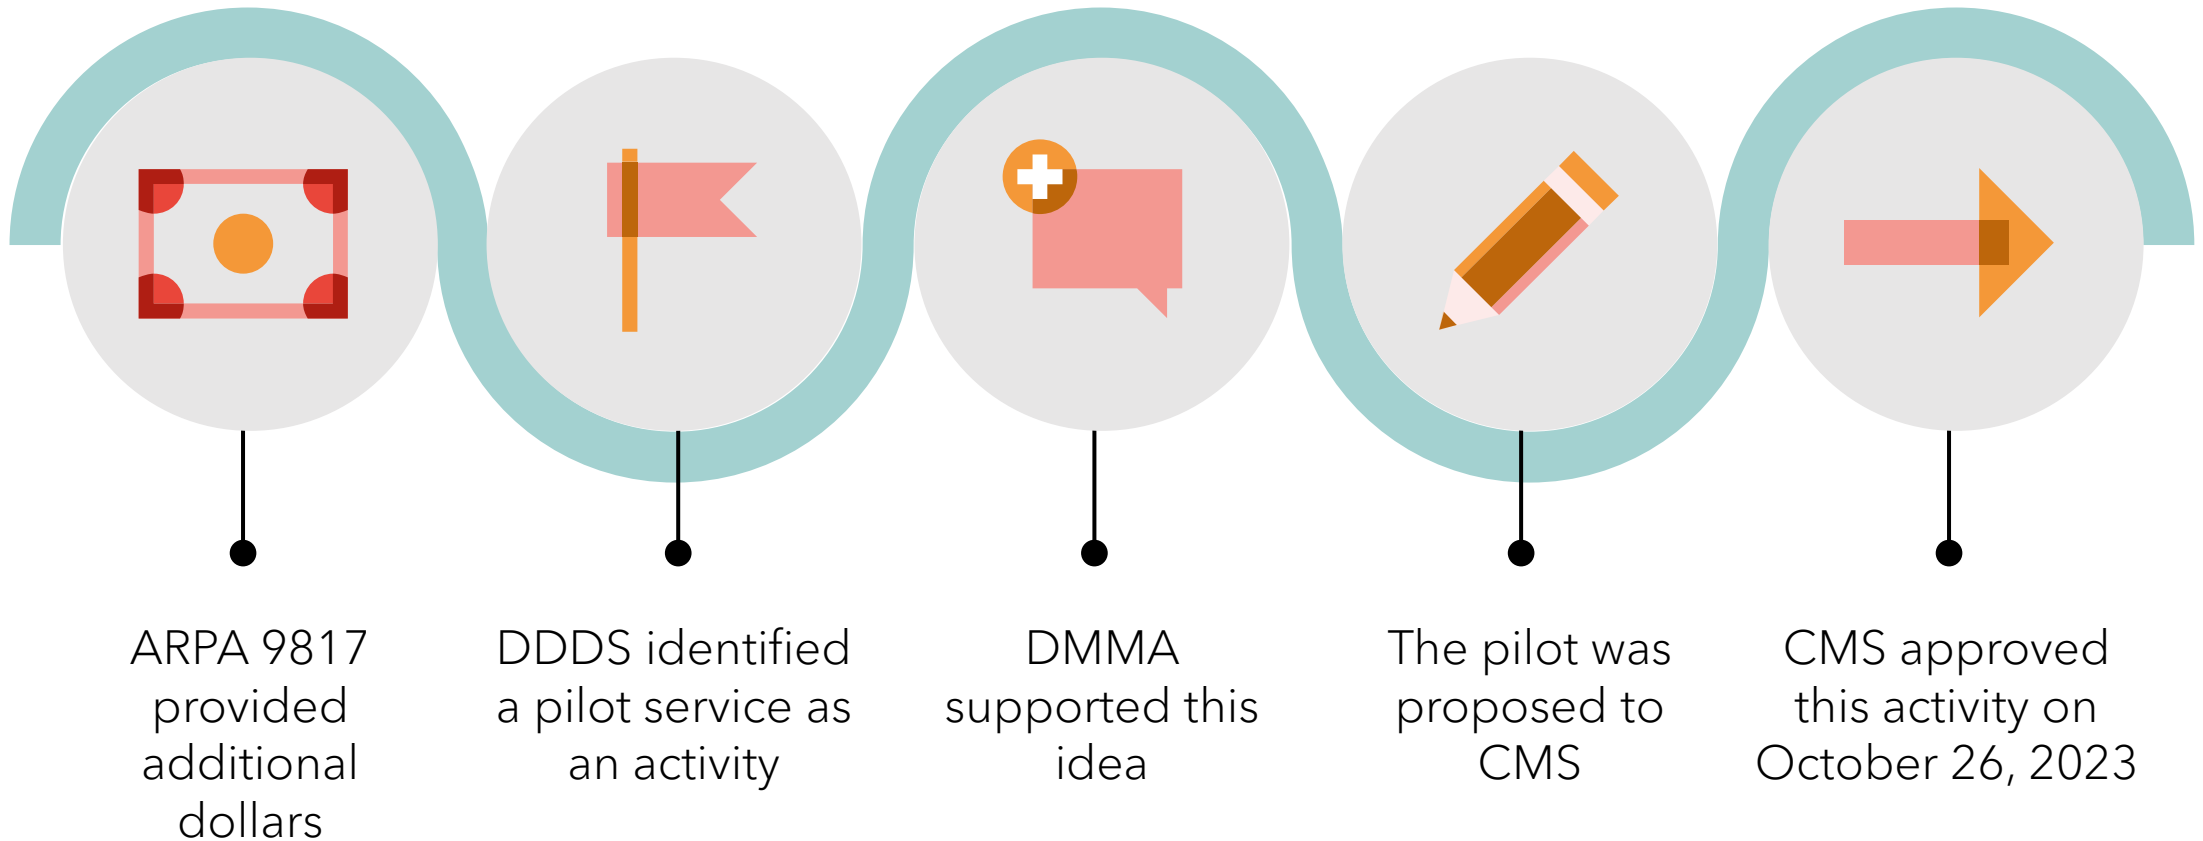 ARPA 9817
provided
additional
dollars
DDDS identified
a pilot service as
an activity
DMMA
supported this
idea
The pilot was
proposed to
CMS
CMS approved
this activity on
October 26, 2023